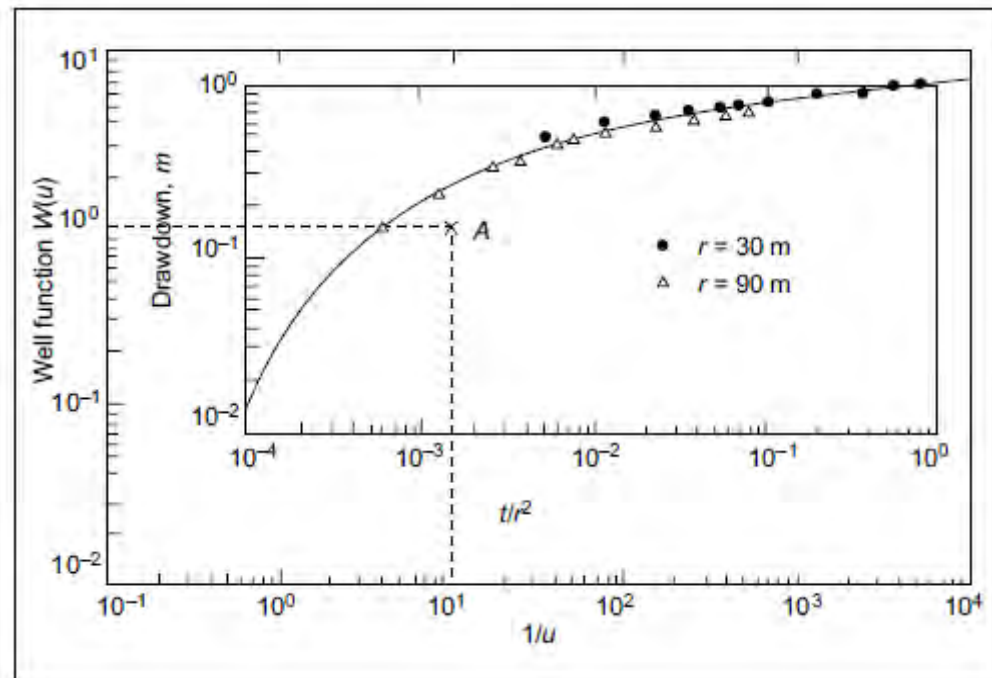 10¹
10⁰
10⁻¹
10⁻²
Well function W(u)
10⁰
10⁻¹
10⁻²
Drawdown, m
A
r = 30 m
r = 90 m
10⁻⁴ 10⁻³ 10⁻² 10⁻¹ 10⁰
t/r²
10⁻¹ 10⁰ 10¹ 10² 10³ 10⁴
1/u